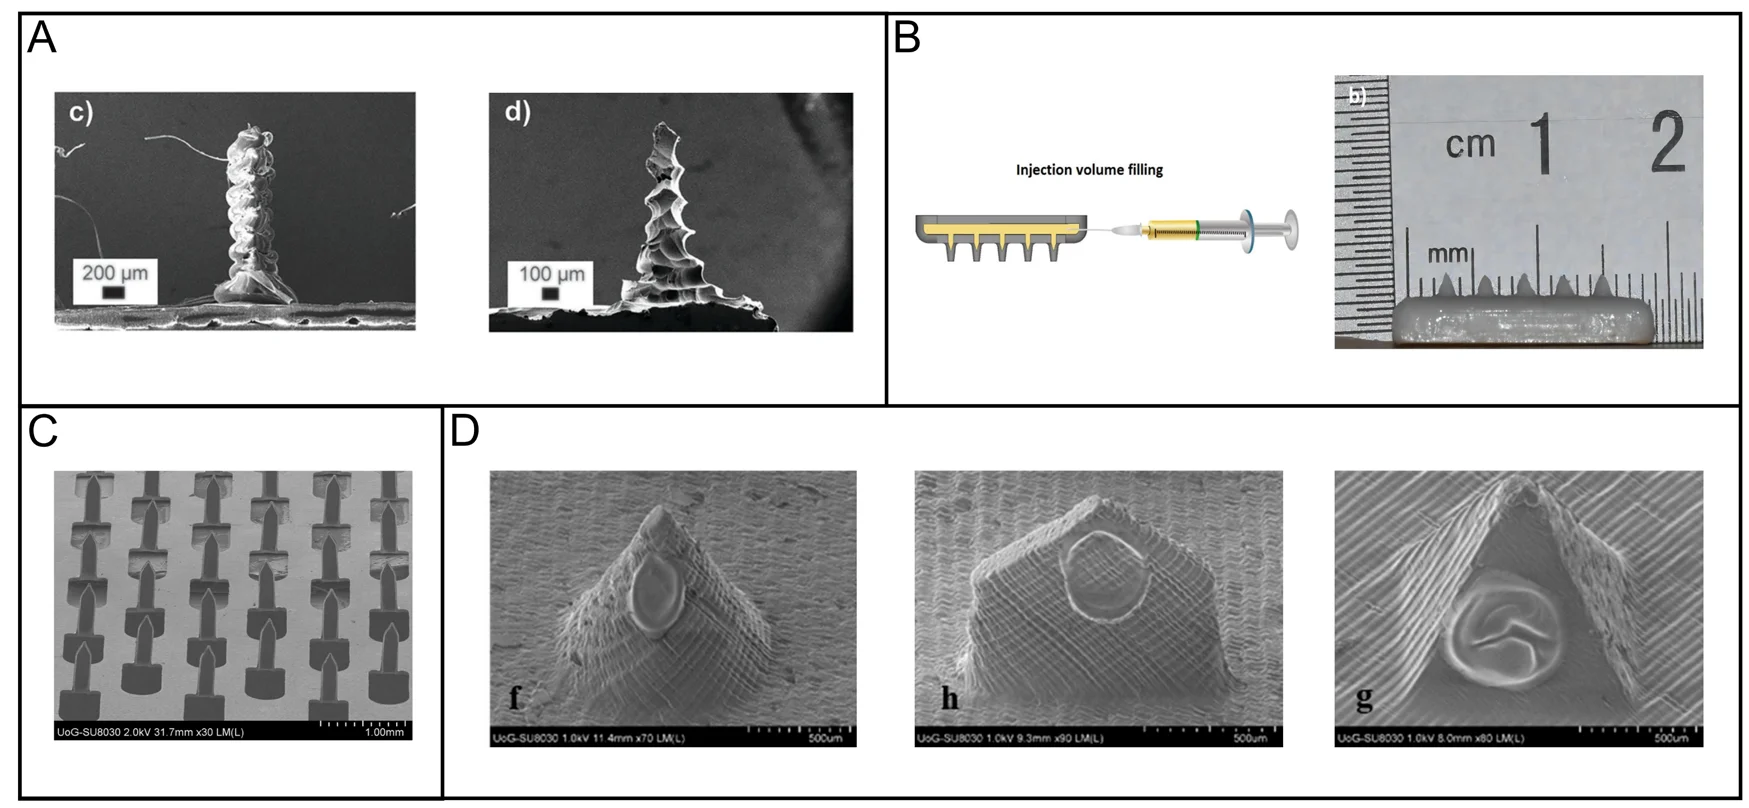 A
c)
200 µm
d)
100 µm
B
Injection volume filling
b)
cm 1 2
mm
C
UoG-SU8030 2.0kV 31.7mm x30 LM(L) 1.00mm
D
f
UoG-SU8030 1.0kV 11.4mm x70 LM(L) 500um
h
UoG-SU8030 1.0kV 9.3mm x90 LM(L) 500um
g
UoG-SU8030 1.0kV 8.0mm x80 LM(L) 500um